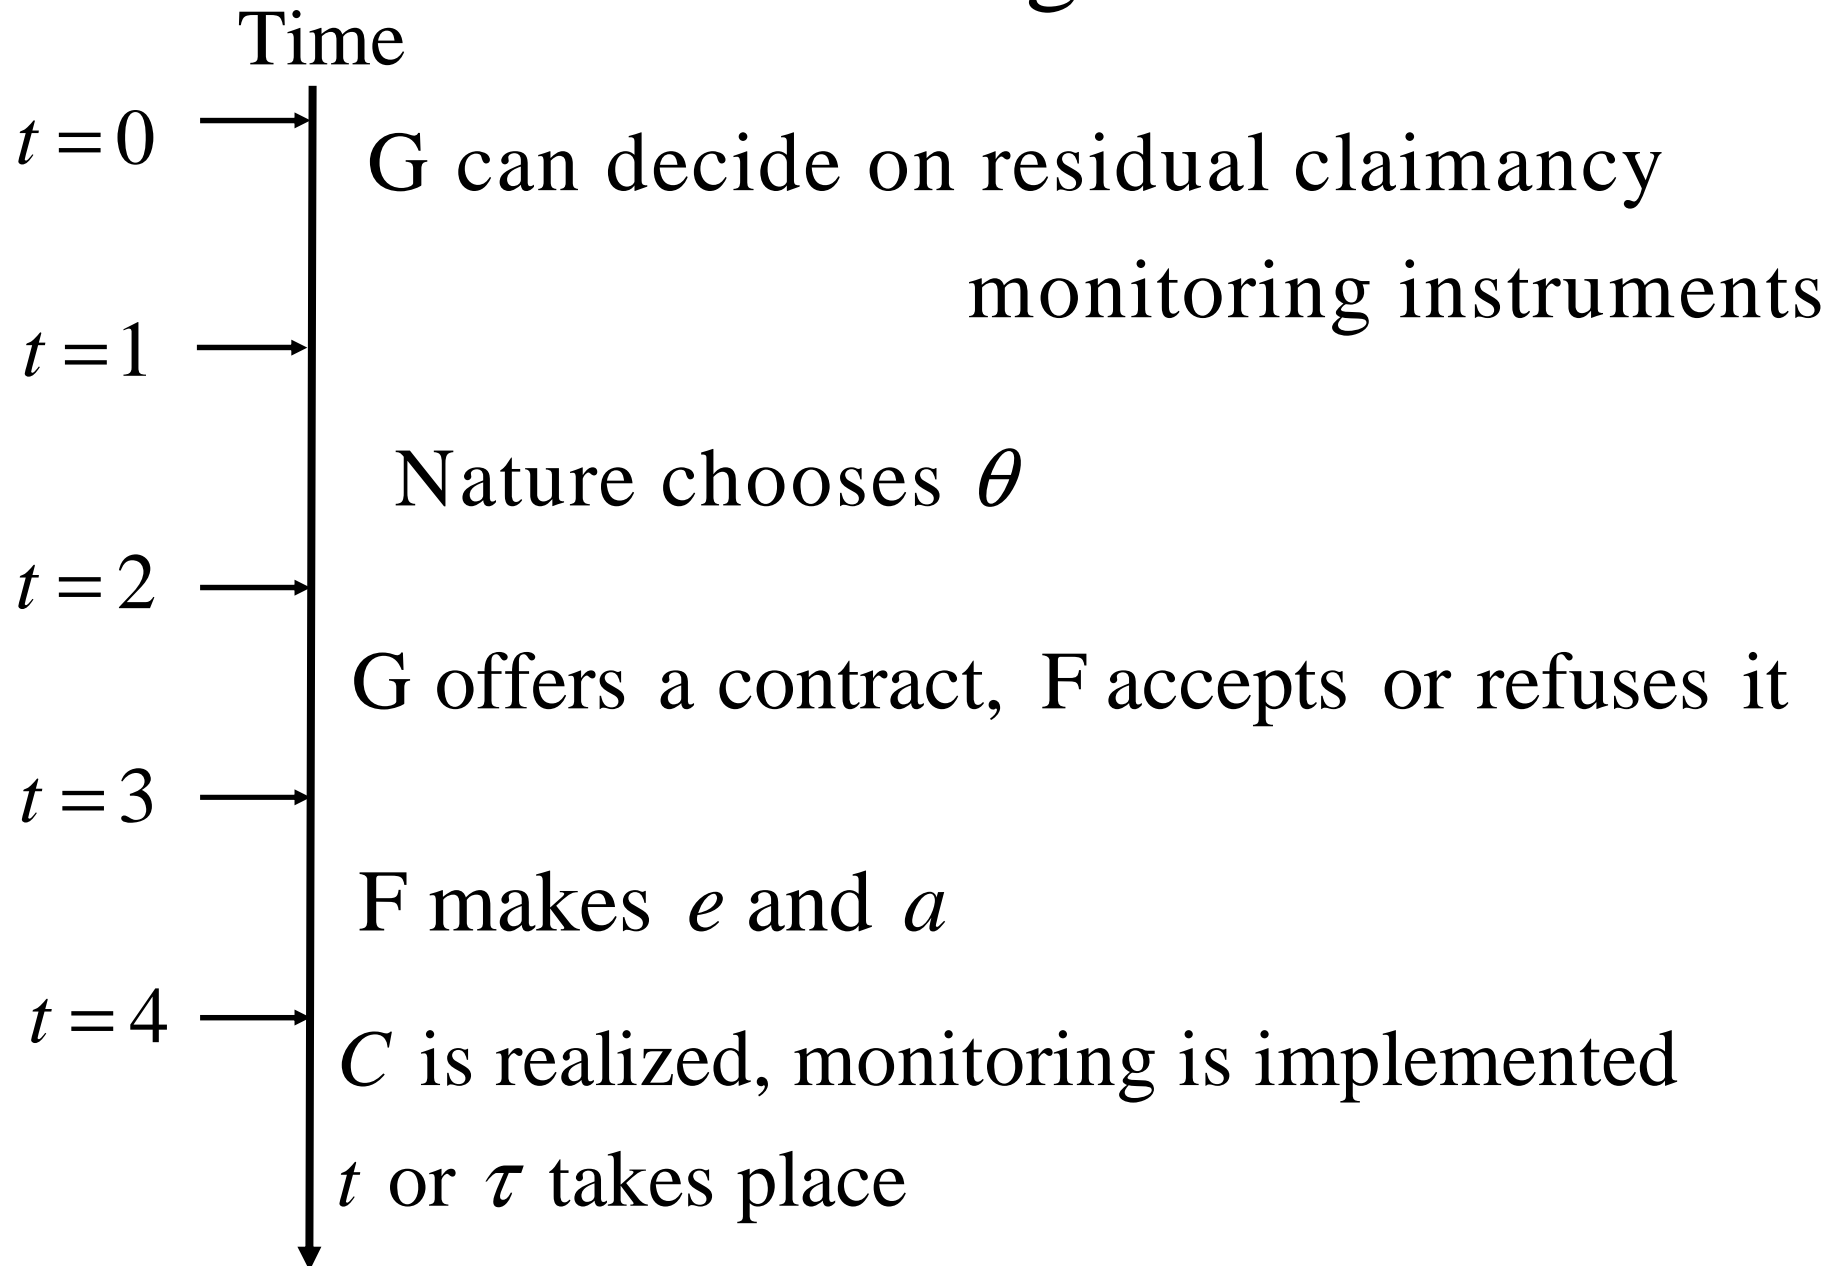 Time
t = 0
G can decide on residual claimancy
monitoring instruments
t = 1
Nature chooses θ
t = 2
G offers a contract, F accepts or refuses it
t = 3
F makes e and a
t = 4
C is realized, monitoring is implemented
t or τ takes place